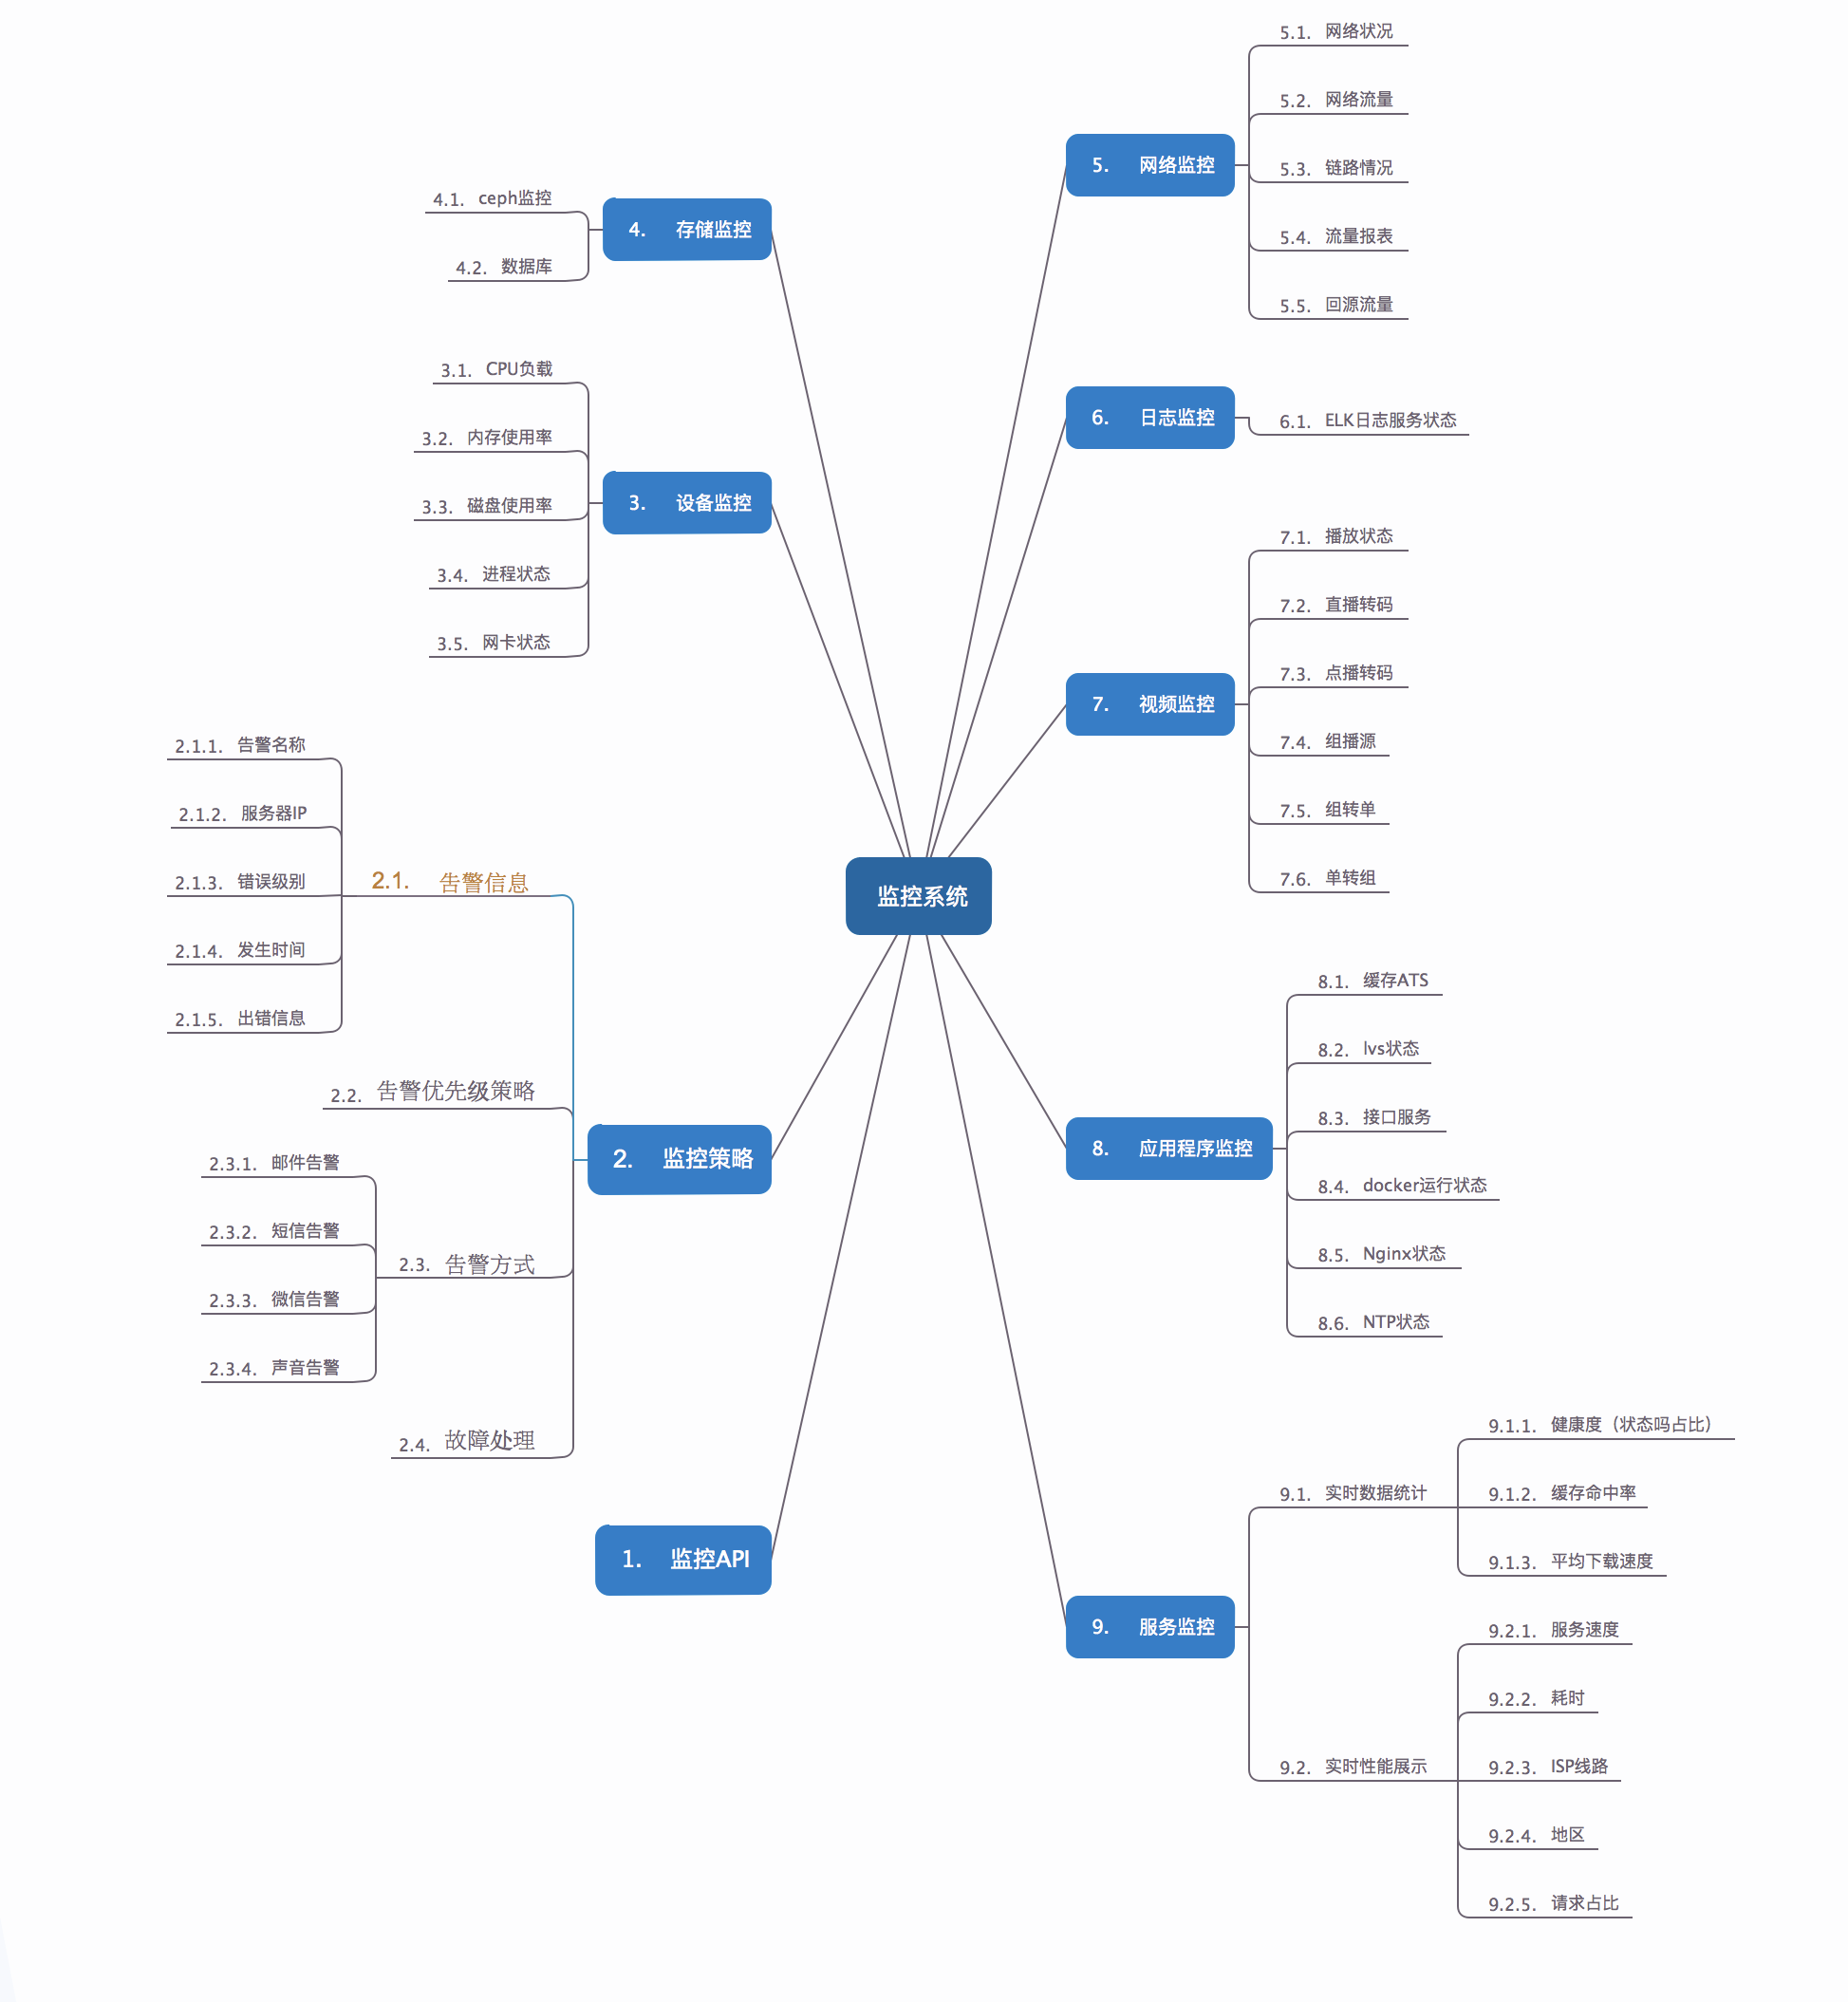 监控系统
1. 监控API
2. 监控策略
2.1. 告警信息
2.1.1. 告警名称
2.1.2. 服务器IP
2.1.3. 错误级别
2.1.4. 发生时间
2.1.5. 出错信息
2.2. 告警优先级策略
2.3. 告警方式
2.3.1. 邮件告警
2.3.2. 短信告警
2.3.3. 微信告警
2.3.4. 声音告警
2.4. 故障处理
3. 设备监控
3.1. CPU负载
3.2. 内存使用率
3.3. 磁盘使用率
3.4. 进程状态
3.5. 网卡状态
4. 存储监控
4.1. ceph监控
4.2. 数据库
5. 网络监控
5.1. 网络状况
5.2. 网络流量
5.3. 链路情况
5.4. 流量报表
5.5. 回源流量
6. 日志监控
6.1. ELK日志服务状态
7. 视频监控
7.1. 播放状态
7.2. 直播转码
7.3. 点播转码
7.4. 组播源
7.5. 组转单
7.6. 单转组
8. 应用程序监控
8.1. 缓存ATS
8.2. lvs状态
8.3. 接口服务
8.4. docker运行状态
8.5. Nginx状态
8.6. NTP状态
9. 服务监控
9.1. 实时数据统计
9.1.1. 健康度（状态吗占比）
9.1.2. 缓存命中率
9.1.3. 平均下载速度
9.2. 实时性能展示
9.2.1. 服务速度
9.2.2. 耗时
9.2.3. ISP线路
9.2.4. 地区
9.2.5. 请求占比